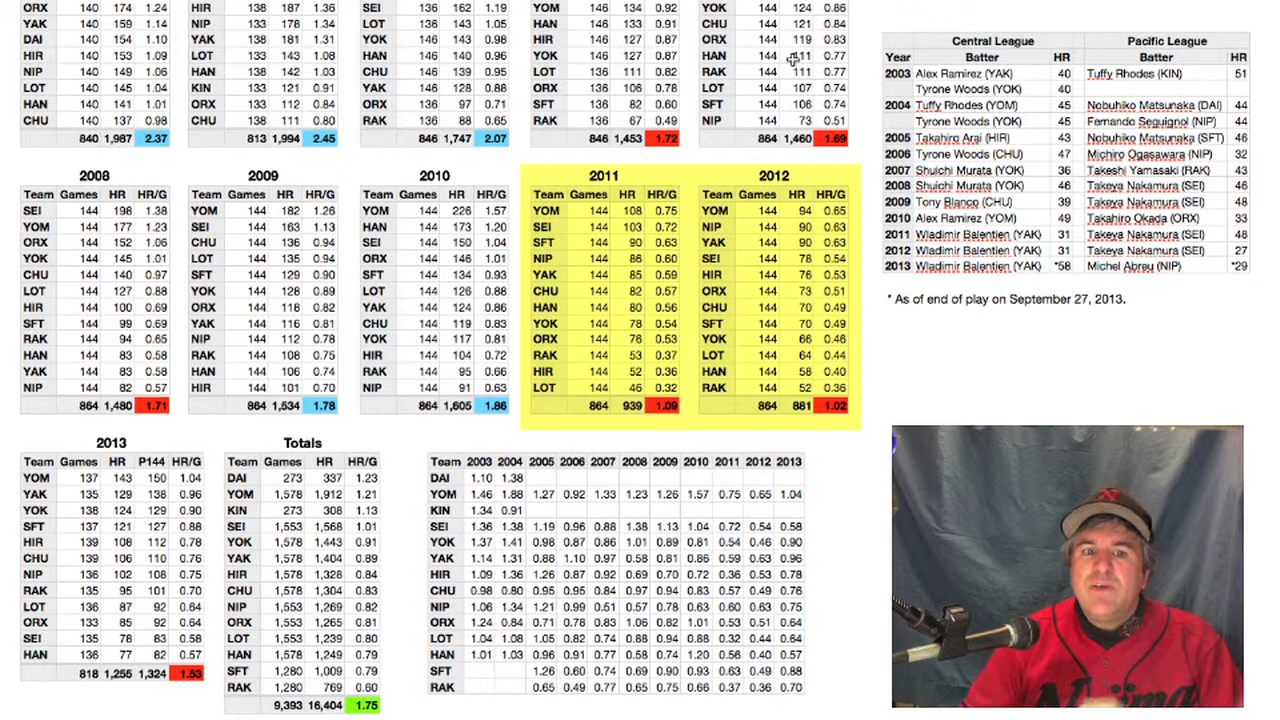 ORX 140 174 1.24
YAK 140 159 1.14
DAI 140 154 1.10
HIR 140 153 1.09
NIP 140 149 1.06
LOT 140 145 1.04
HAN 140 141 1.01
CHU 140 137 0.98
840 1,987 2.37
HIR 138 187 1.36
NIP 133 178 1.34
YAK 138 181 1.31
LOT 133 143 1.08
HAN 138 142 1.03
KIN 133 121 0.91
ORX 133 112 0.84
CHU 138 111 0.80
813 1,994 2.45
SEI 136 162 1.19
LOT 136 143 1.05
YOK 146 143 0.98
HAN 146 140 0.96
CHU 146 139 0.95
YAK 146 128 0.88
ORX 136 97 0.71
RAK 136 88 0.65
846 1,747 2.07
YOM 146 134 0.92
HAN 146 133 0.91
HIR 146 127 0.87
YOK 146 127 0.87
LOT 136 111 0.82
ORX 136 106 0.78
SFT 136 82 0.60
RAK 136 67 0.49
846 1,453 1.72
YOK 144 124 0.86
CHU 144 121 0.84
ORX 144 119 0.83
HAN 144 111 0.77
RAK 144 111 0.77
LOT 144 107 0.74
SFT 144 106 0.74
NIP 144 73 0.51
864 1,460 1.69
Central League Pacific League
Year Batter HR Batter HR
2003 Alex Ramirez (YAK) 40 Tuffy Rhodes (KIN) 51
Tyrone Woods (YOK) 40
2004 Tuffy Rhodes (YOM) 45 Nobuhiko Matsunaka (DAI) 44
Tyrone Woods (YOK) 45 Fernando Seguignol (NIP) 44
2005 Takahiro Arai (HIR) 43 Nobuhiko Matsunaka (SFT) 46
2006 Tyrone Woods (CHU) 47 Michiro Ogasawara (NIP) 32
2007 Shuichi Murata (YOK) 36 Takeshi Yamasaki (RAK) 43
2008 Shuichi Murata (YOK) 46 Takeya Nakamura (SEI) 46
2009 Tony Blanco (CHU) 39 Takeya Nakamura (SEI) 48
2010 Alex Ramirez (YOM) 49 Takahiro Okada (ORX) 33
2011 Wladimir Balentien (YAK) 31 Takeya Nakamura (SEI) 48
2012 Wladimir Balentien (YAK) 31 Takeya Nakamura (SEI) 27
2013 Wladimir Balentien (YAK) *58 Michel Abreu (NIP) *29
* As of end of play on September 27, 2013.
2008
Team Games HR HR/G
SEI 144 198 1.38
YOM 144 177 1.23
ORX 144 152 1.06
YOK 144 145 1.01
CHU 144 140 0.97
LOT 144 127 0.88
HIR 144 100 0.69
SFT 144 99 0.69
RAK 144 94 0.65
HAN 144 83 0.58
YAK 144 83 0.58
NIP 144 82 0.57
864 1,480 1.71
2009
Team Games HR HR/G
YOM 144 182 1.26
SEI 144 163 1.13
CHU 144 136 0.94
LOT 144 135 0.94
SFT 144 129 0.90
YOK 144 128 0.89
ORX 144 118 0.82
YAK 144 116 0.81
NIP 144 112 0.78
RAK 144 108 0.75
HAN 144 106 0.74
HIR 144 101 0.70
864 1,534 1.78
2010
Team Games HR HR/G
YOM 144 226 1.57
HAN 144 173 1.20
SEI 144 150 1.04
ORX 144 146 1.01
SFT 144 134 0.93
LOT 144 126 0.88
YAK 144 124 0.86
CHU 144 119 0.83
YOK 144 117 0.81
HIR 144 104 0.72
RAK 144 95 0.66
NIP 144 91 0.63
864 1,605 1.86
2011
Team Games HR HR/G
YOM 144 108 0.75
SEI 144 103 0.72
SFT 144 90 0.63
NIP 144 86 0.60
YAK 144 85 0.59
CHU 144 82 0.57
HAN 144 80 0.56
YOK 144 78 0.54
ORX 144 76 0.53
RAK 144 53 0.37
HIR 144 52 0.36
LOT 144 46 0.32
864 939 1.09
2012
Team Games HR HR/G
YOM 144 94 0.65
NIP 144 90 0.63
YAK 144 90 0.63
SEI 144 78 0.54
HIR 144 76 0.53
ORX 144 73 0.51
CHU 144 70 0.49
SFT 144 70 0.49
YOK 144 66 0.46
LOT 144 64 0.44
HAN 144 58 0.40
RAK 144 52 0.36
864 881 1.02
2013
Team Games HR P144 HR/G
YOM 137 143 150 1.04
YAK 135 129 138 0.96
YOK 138 124 129 0.90
SFT 137 121 127 0.88
HIR 139 108 112 0.78
CHU 139 106 110 0.76
NIP 136 102 108 0.75
RAK 135 95 101 0.70
LOT 136 87 92 0.64
ORX 133 85 92 0.64
SEI 135 78 83 0.58
HAN 136 77 82 0.57
818 1,255 1,324 1.53
Totals
Team Games HR HR/G
DAI 273 337 1.23
YOM 1,578 1,912 1.21
KIN 273 308 1.13
SEI 1,553 1,568 1.01
YOK 1,578 1,443 0.91
YAK 1,578 1,404 0.89
HIR 1,578 1,328 0.84
CHU 1,578 1,304 0.83
NIP 1,553 1,269 0.82
ORX 1,553 1,265 0.81
LOT 1,553 1,239 0.80
HAN 1,578 1,249 0.79
SFT 1,280 1,009 0.79
RAK 1,280 769 0.60
9,393 16,404 1.75
Team 2003 2004 2005 2006 2007 2008 2009 2010 2011 2012 2013
DAI 1.10 1.38
YOM 1.46 1.88 1.27 0.92 1.33 1.23 1.26 1.57 0.75 0.65 1.04
KIN 1.34 0.91
SEI 1.36 1.38 1.19 0.96 0.88 1.38 1.13 1.04 0.72 0.54 0.58
YOK 1.37 1.41 0.98 0.87 0.86 1.01 0.89 0.81 0.54 0.46 0.90
YAK 1.14 1.31 0.88 1.10 0.97 0.58 0.81 0.86 0.59 0.63 0.96
HIR 1.09 1.36 1.26 0.87 0.92 0.69 0.70 0.72 0.36 0.53 0.78
CHU 0.98 0.80 0.95 0.95 0.84 0.97 0.94 0.83 0.57 0.49 0.76
NIP 1.06 1.34 1.21 0.99 0.51 0.57 0.78 0.63 0.60 0.63 0.75
ORX 1.24 0.84 0.71 0.78 0.83 1.06 0.82 1.01 0.53 0.51 0.64
LOT 1.04 1.08 1.05 0.82 0.74 0.88 0.94 0.88 0.32 0.44 0.64
HAN 1.01 1.03 0.96 0.91 0.77 0.58 0.74 1.20 0.56 0.40 0.57
SFT 1.26 0.60 0.74 0.69 0.90 0.93 0.63 0.49 0.88
RAK 0.65 0.49 0.77 0.65 0.75 0.66 0.37 0.36 0.70